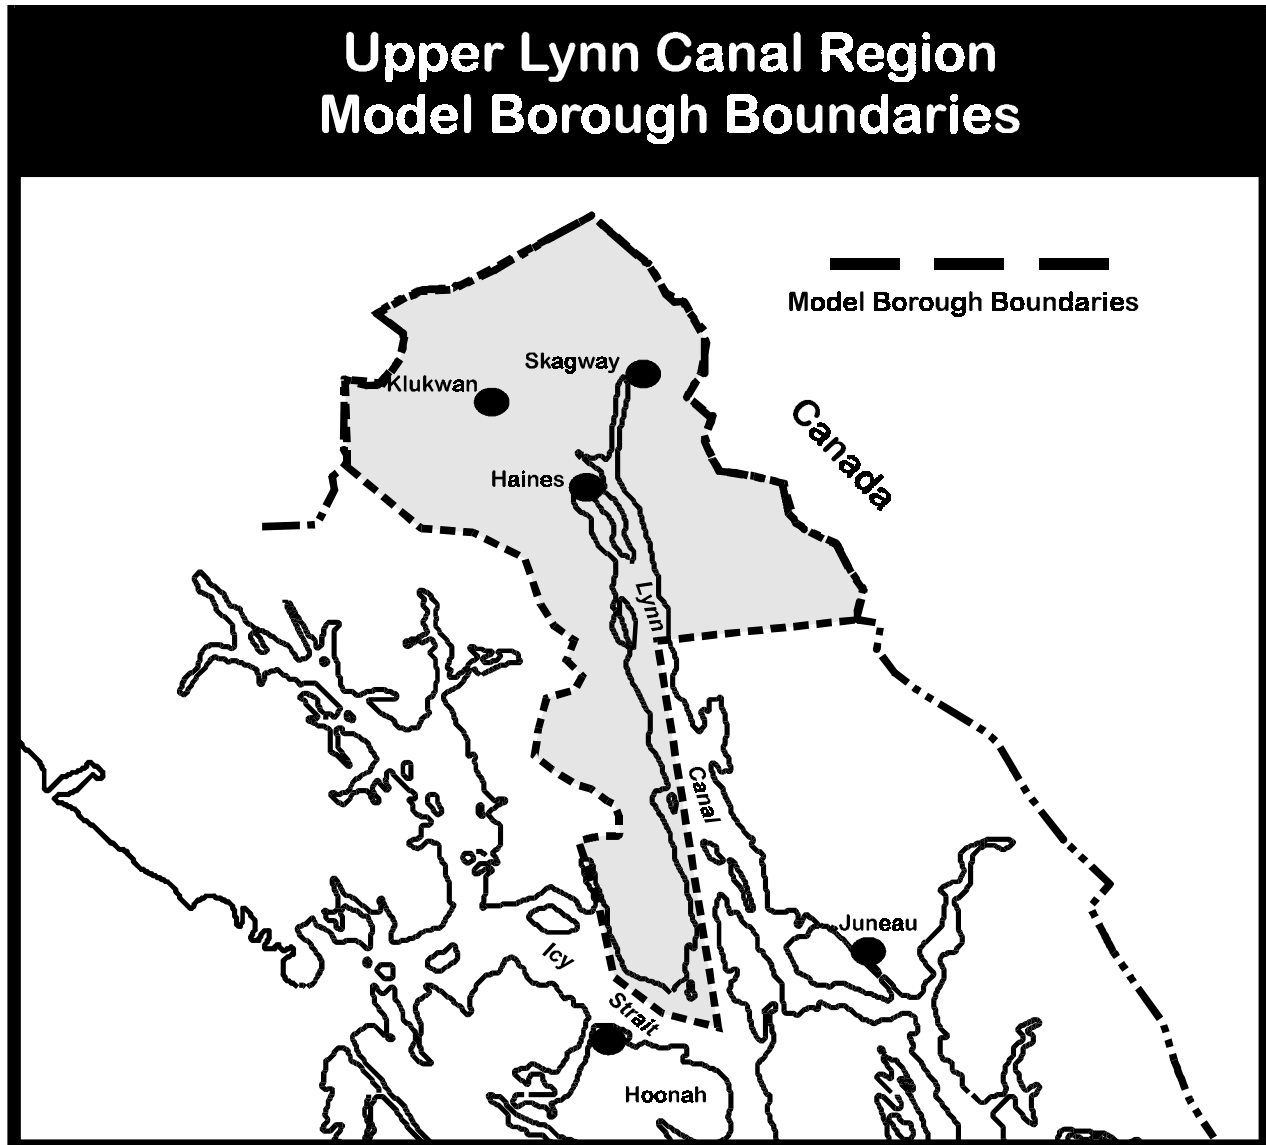 Upper Lynn Canal Region
Model Borough Boundaries
Model Borough Boundaries
Skagway
Klukwan
Canada
Haines
Lynn
Canal
Juneau
Icy
Strait
Hoonah